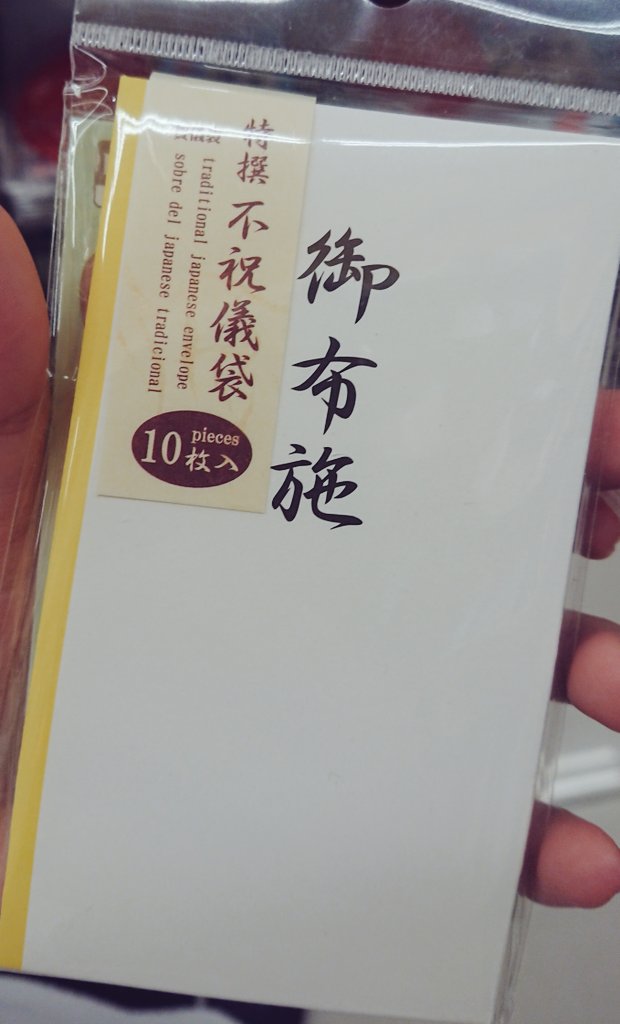 御布施
特撰 不祝儀袋
traditional japanese envelope
sobre del japanese tradicional
10 pieces
枚入